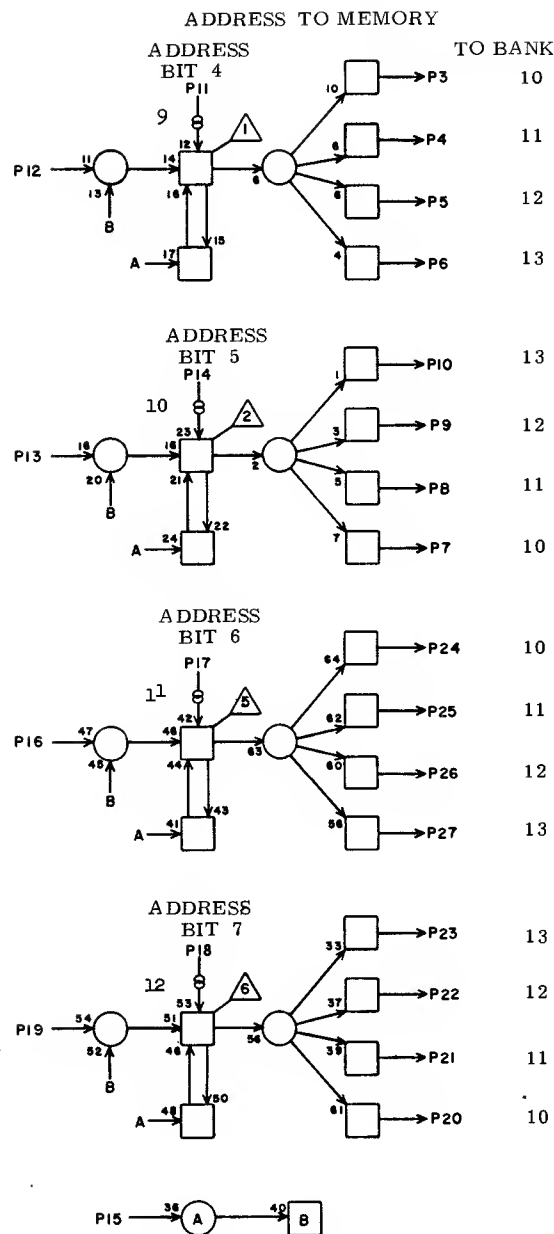 ADDRESS TO MEMORY
ADDRESS TO BANK
BIT 4
P11 10 P3 10
9 12 1
P12 11 14 6 6 P4 11
13 16 6 P5 12
B 15
A 17 4 P6 13
ADDRESS
BIT 5
P14 1 P10 13
10 23 2
P13 18 3 P9 12
16 2
20 21 5 P8 11
B 22
A 24 7 P7 10
ADDRESS
BIT 6
P17 64 P24 10
11 42 5
P16 47 46 63 62 P25 11
45 44 60 P26 12
B 43
A 41 56 P27 13
ADDRESS
BIT 7
P18 33 P23 13
12 53 6
P19 54 51 56 37 P22 12
52 46 39 P21 11
B 50
A 48 61 P20 10
P15 36 A 40 B